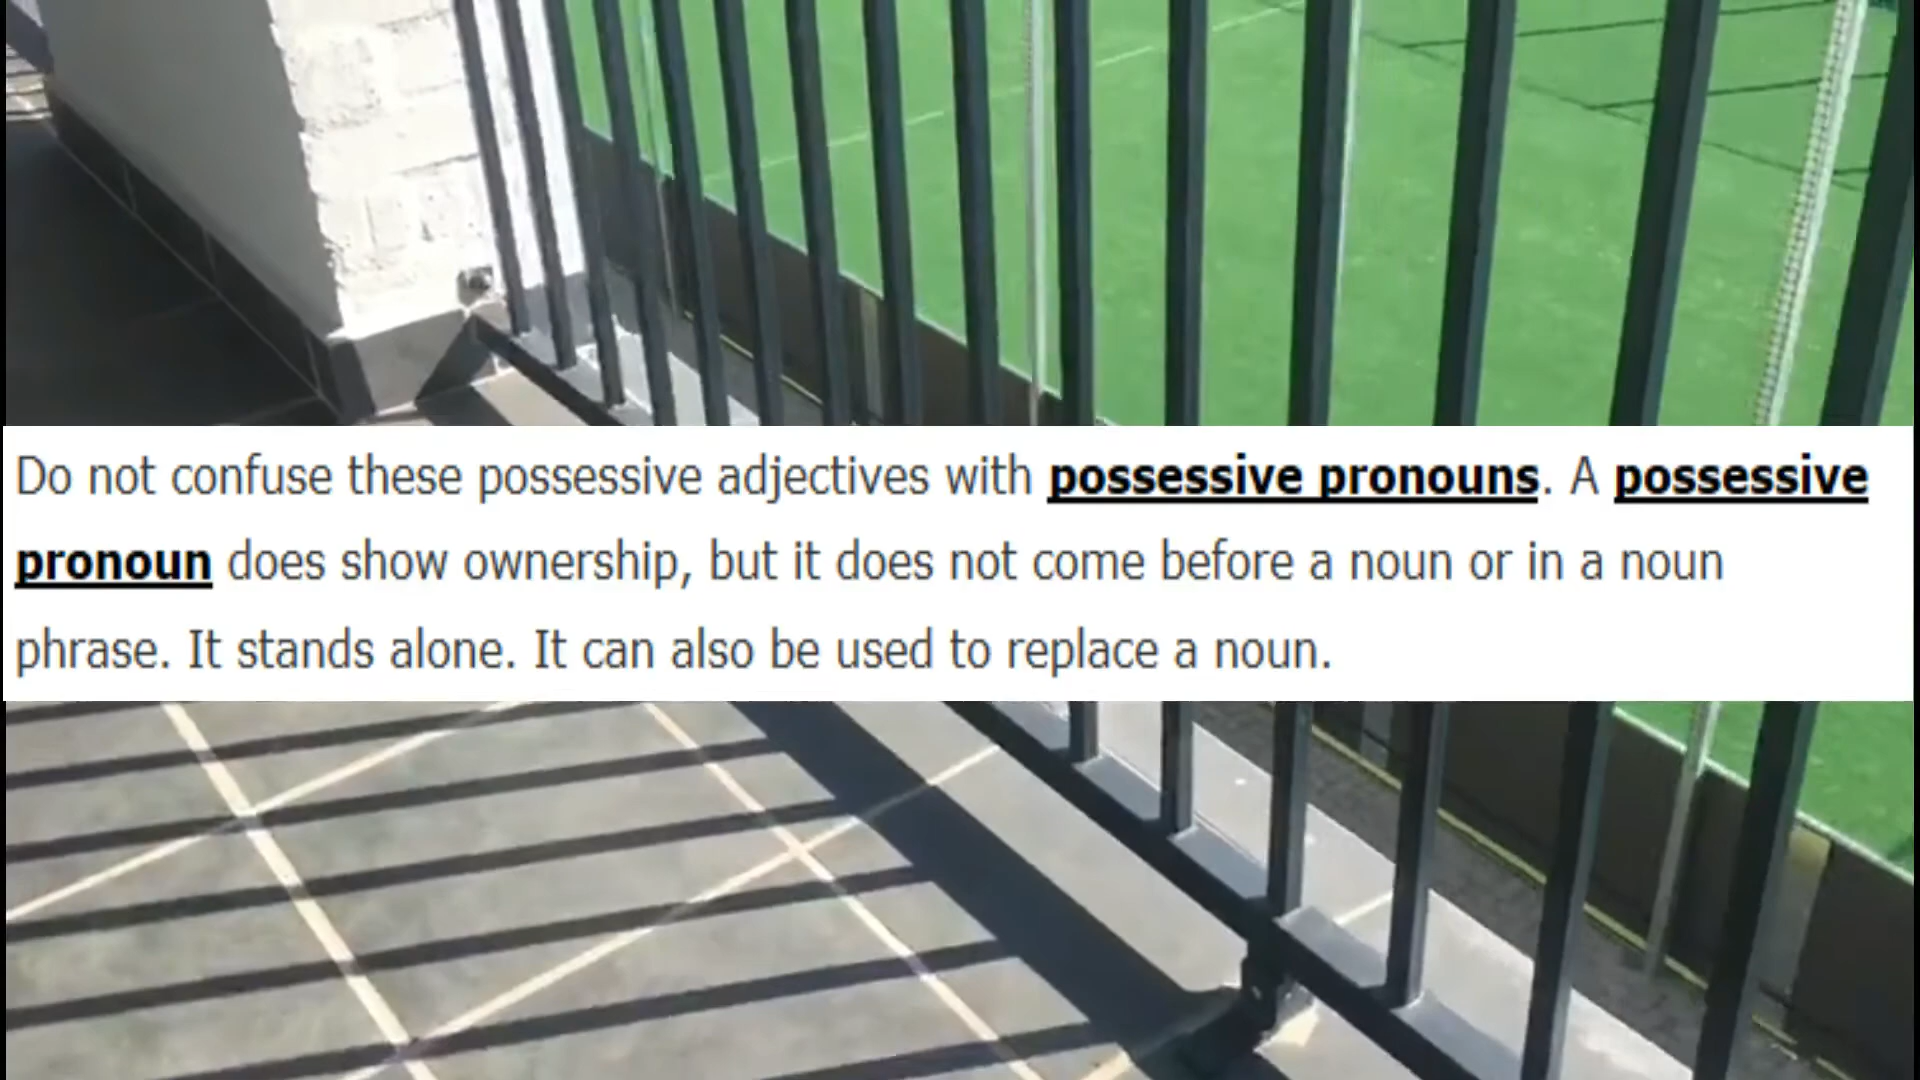 Do not confuse these possessive adjectives with possessive pronouns. A possessive
pronoun does show ownership, but it does not come before a noun or in a noun
phrase. It stands alone. It can also be used to replace a noun.